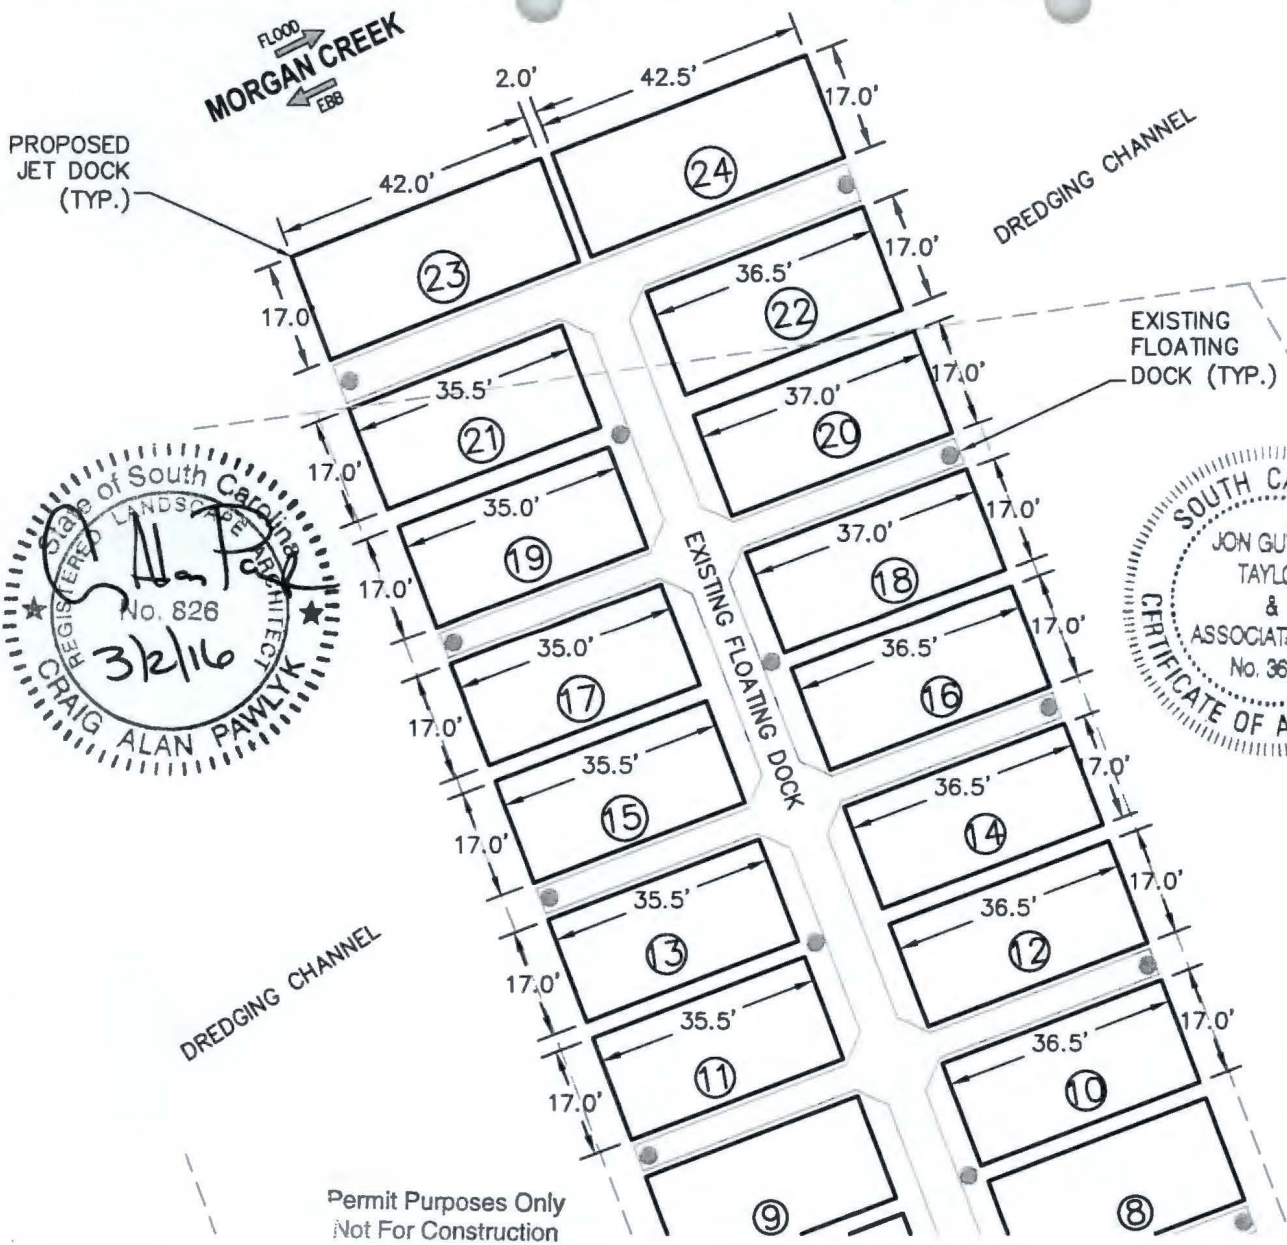 FLOOD
MORGAN CREEK
EBB
PROPOSED
JET DOCK
(TYP.)
2.0'
42.5'
17.0'
42.0'
24
DREDGING CHANNEL
23
17.0'
36.5'
22
17.0'
EXISTING
FLOATING
DOCK (TYP.)
35.5'
21
17.0'
37.0'
20
17.0'
35.0'
19
17.0'
37.0'
18
17.0'
EXISTING FLOATING DOCK
35.0'
17
17.0'
36.5'
16
17.0'
35.5'
15
17.0'
36.5'
14
17.0'
35.5'
13
17.0'
36.5'
12
17.0'
35.5'
11
17.0'
36.5'
10
17.0'
9
8
DREDGING CHANNEL
State of South Carolina
REGISTERED LANDSCAPE ARCHITECT
No. 826
3/2/16
CRAIG ALAN PAWLYK
SOUTH CA
JON GU
TAYLO
&
ASSOCIAT
No. 36
CERTIFICATE OF A
Permit Purposes Only
Not For Construction